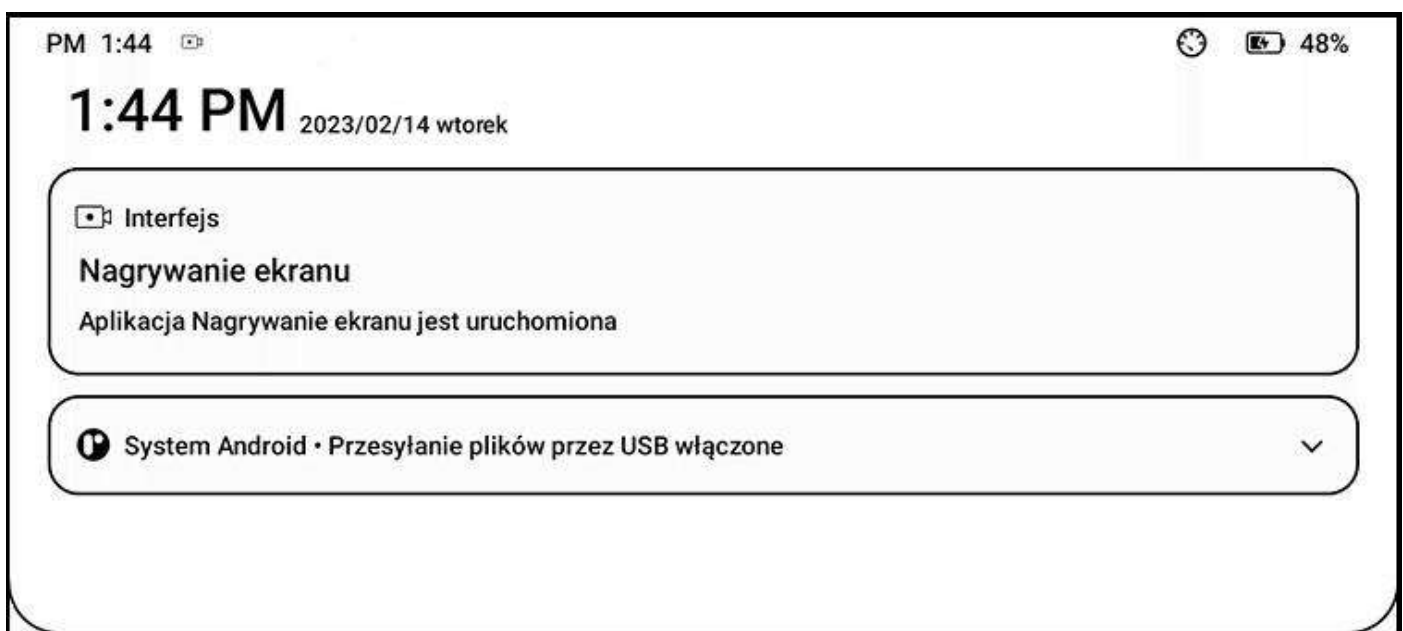 PM 1:44 48%
1:44 PM 2023/02/14 wtorek
Interfejs
Nagrywanie ekranu
Aplikacja Nagrywanie ekranu jest uruchomiona
System Android • Przesyłanie plików przez USB włączone